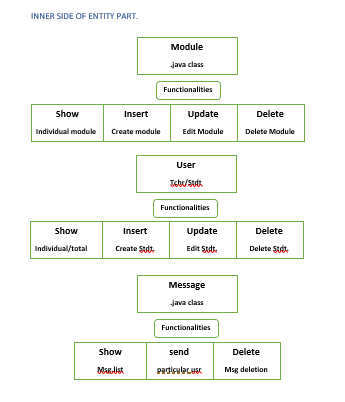 INNER SIDE OF ENTITY PART.
Module
.java class
Functionalities
Show Insert Update Delete
Individual module Create module Edit Module Delete Module
User
Tchr/Stdt.
Functionalities
Show Insert Update Delete
Individual/total Create Stdt. Edit Stdt. Delete Stdt.
Message
.java class
Functionalities
Show send Delete
Msg.list particular usr Msg deletion